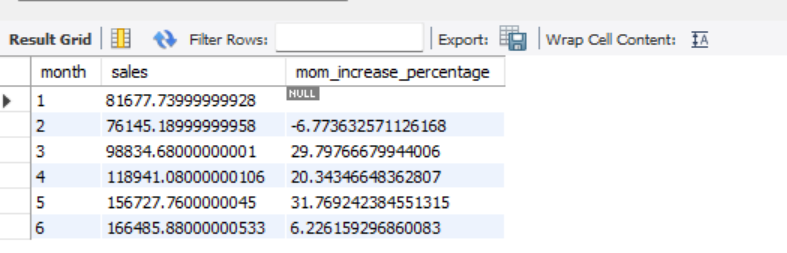 Result Grid Filter Rows: Export: Wrap Cell Content: IA
month sales mom_increase_percentage
1 81677.73999999928 NULL
2 76145.18999999958 -6.773632571126168
3 98834.68000000001 29.79766679944006
4 118941.08000000106 20.34346648362807
5 156727.7600000045 31.769242384551315
6 166485.88000000533 6.226159296860083